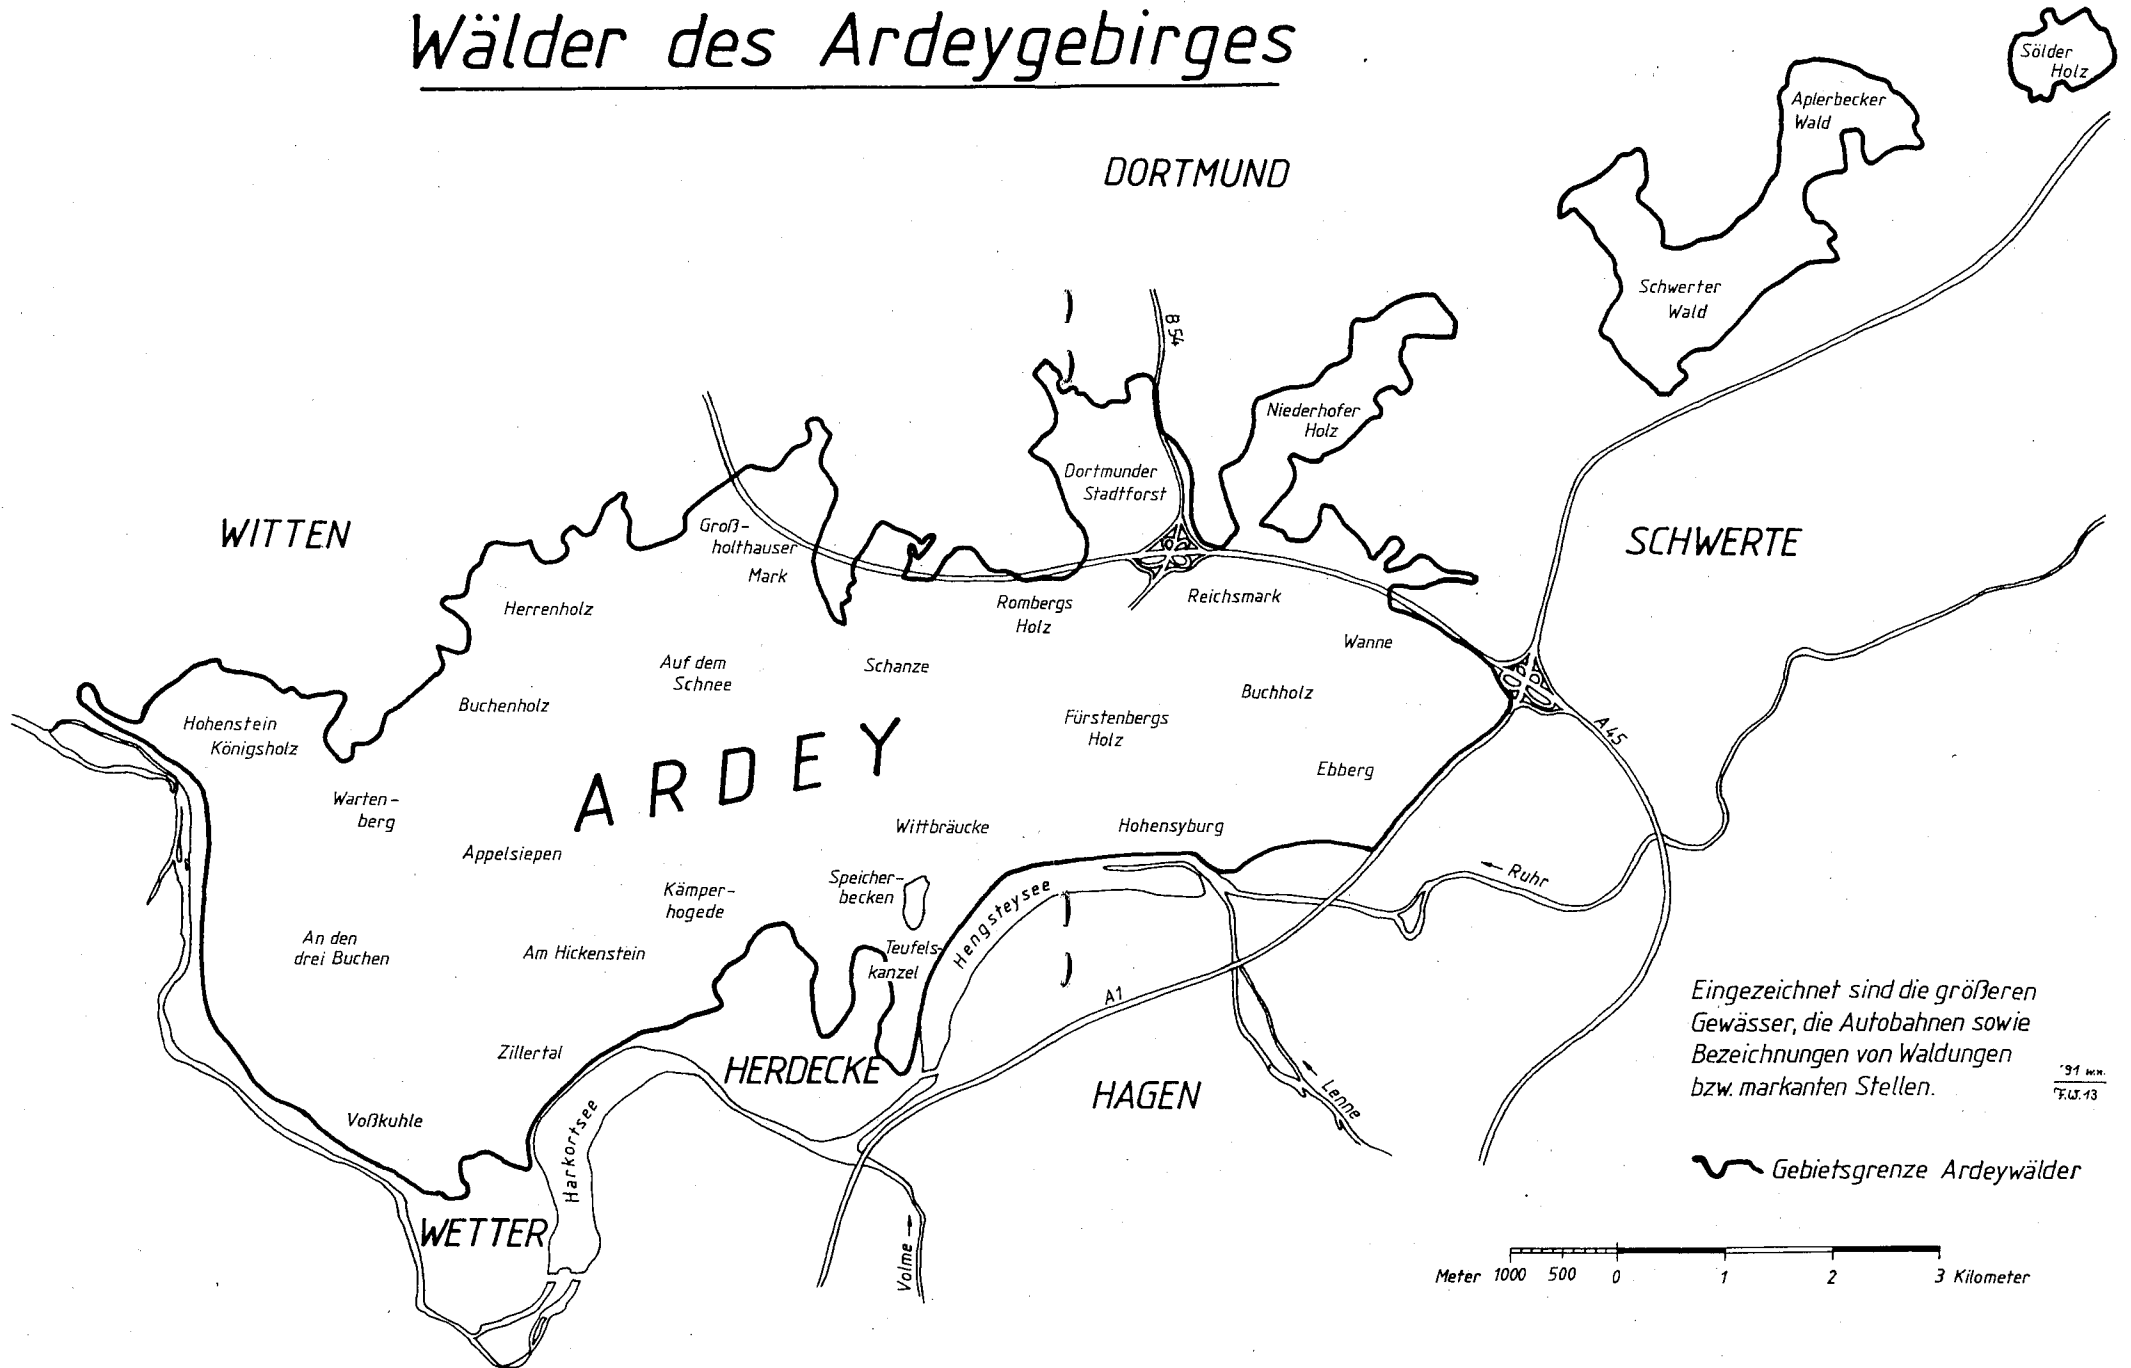 Wälder des Ardeygebirges
Sölder
Holz
Aplerbecker
Wald
DORTMUND
Schwerter
Wald
B 54
Niederhofer
Holz
Dortmunder
Stadtforst
WITTEN
Groß-
holthauser
Mark
SCHWERTE
Herrenholz
Rombergs
Holz
Reichsmark
Wanne
Auf dem
Schnee
Schanze
Buchenholz
Buchholz
Hohenstein
Königsholz
Fürstenbergs
Holz
A 45
ARDEY
Ebberg
Warten-
berg
Wittbräucke
Hohensyburg
Appelsiepen
Kämper-
hogede
Speicher-
becken
Hengsteysee
Ruhr
An den
drei Buchen
Am Hickenstein
Teufels-
kanzel
A1
Eingezeichnet sind die größeren
Gewässer, die Autobahnen sowie
Bezeichnungen von Waldungen
bzw. markanten Stellen.
'91 w.n.
F.W.13
Zillertal
HERDECKE
HAGEN
Lenne
Voßkuhle
Harkortsee
Gebietsgrenze Ardeywälder
WETTER
Volme
Meter 1000 500 0 1 2 3 Kilometer